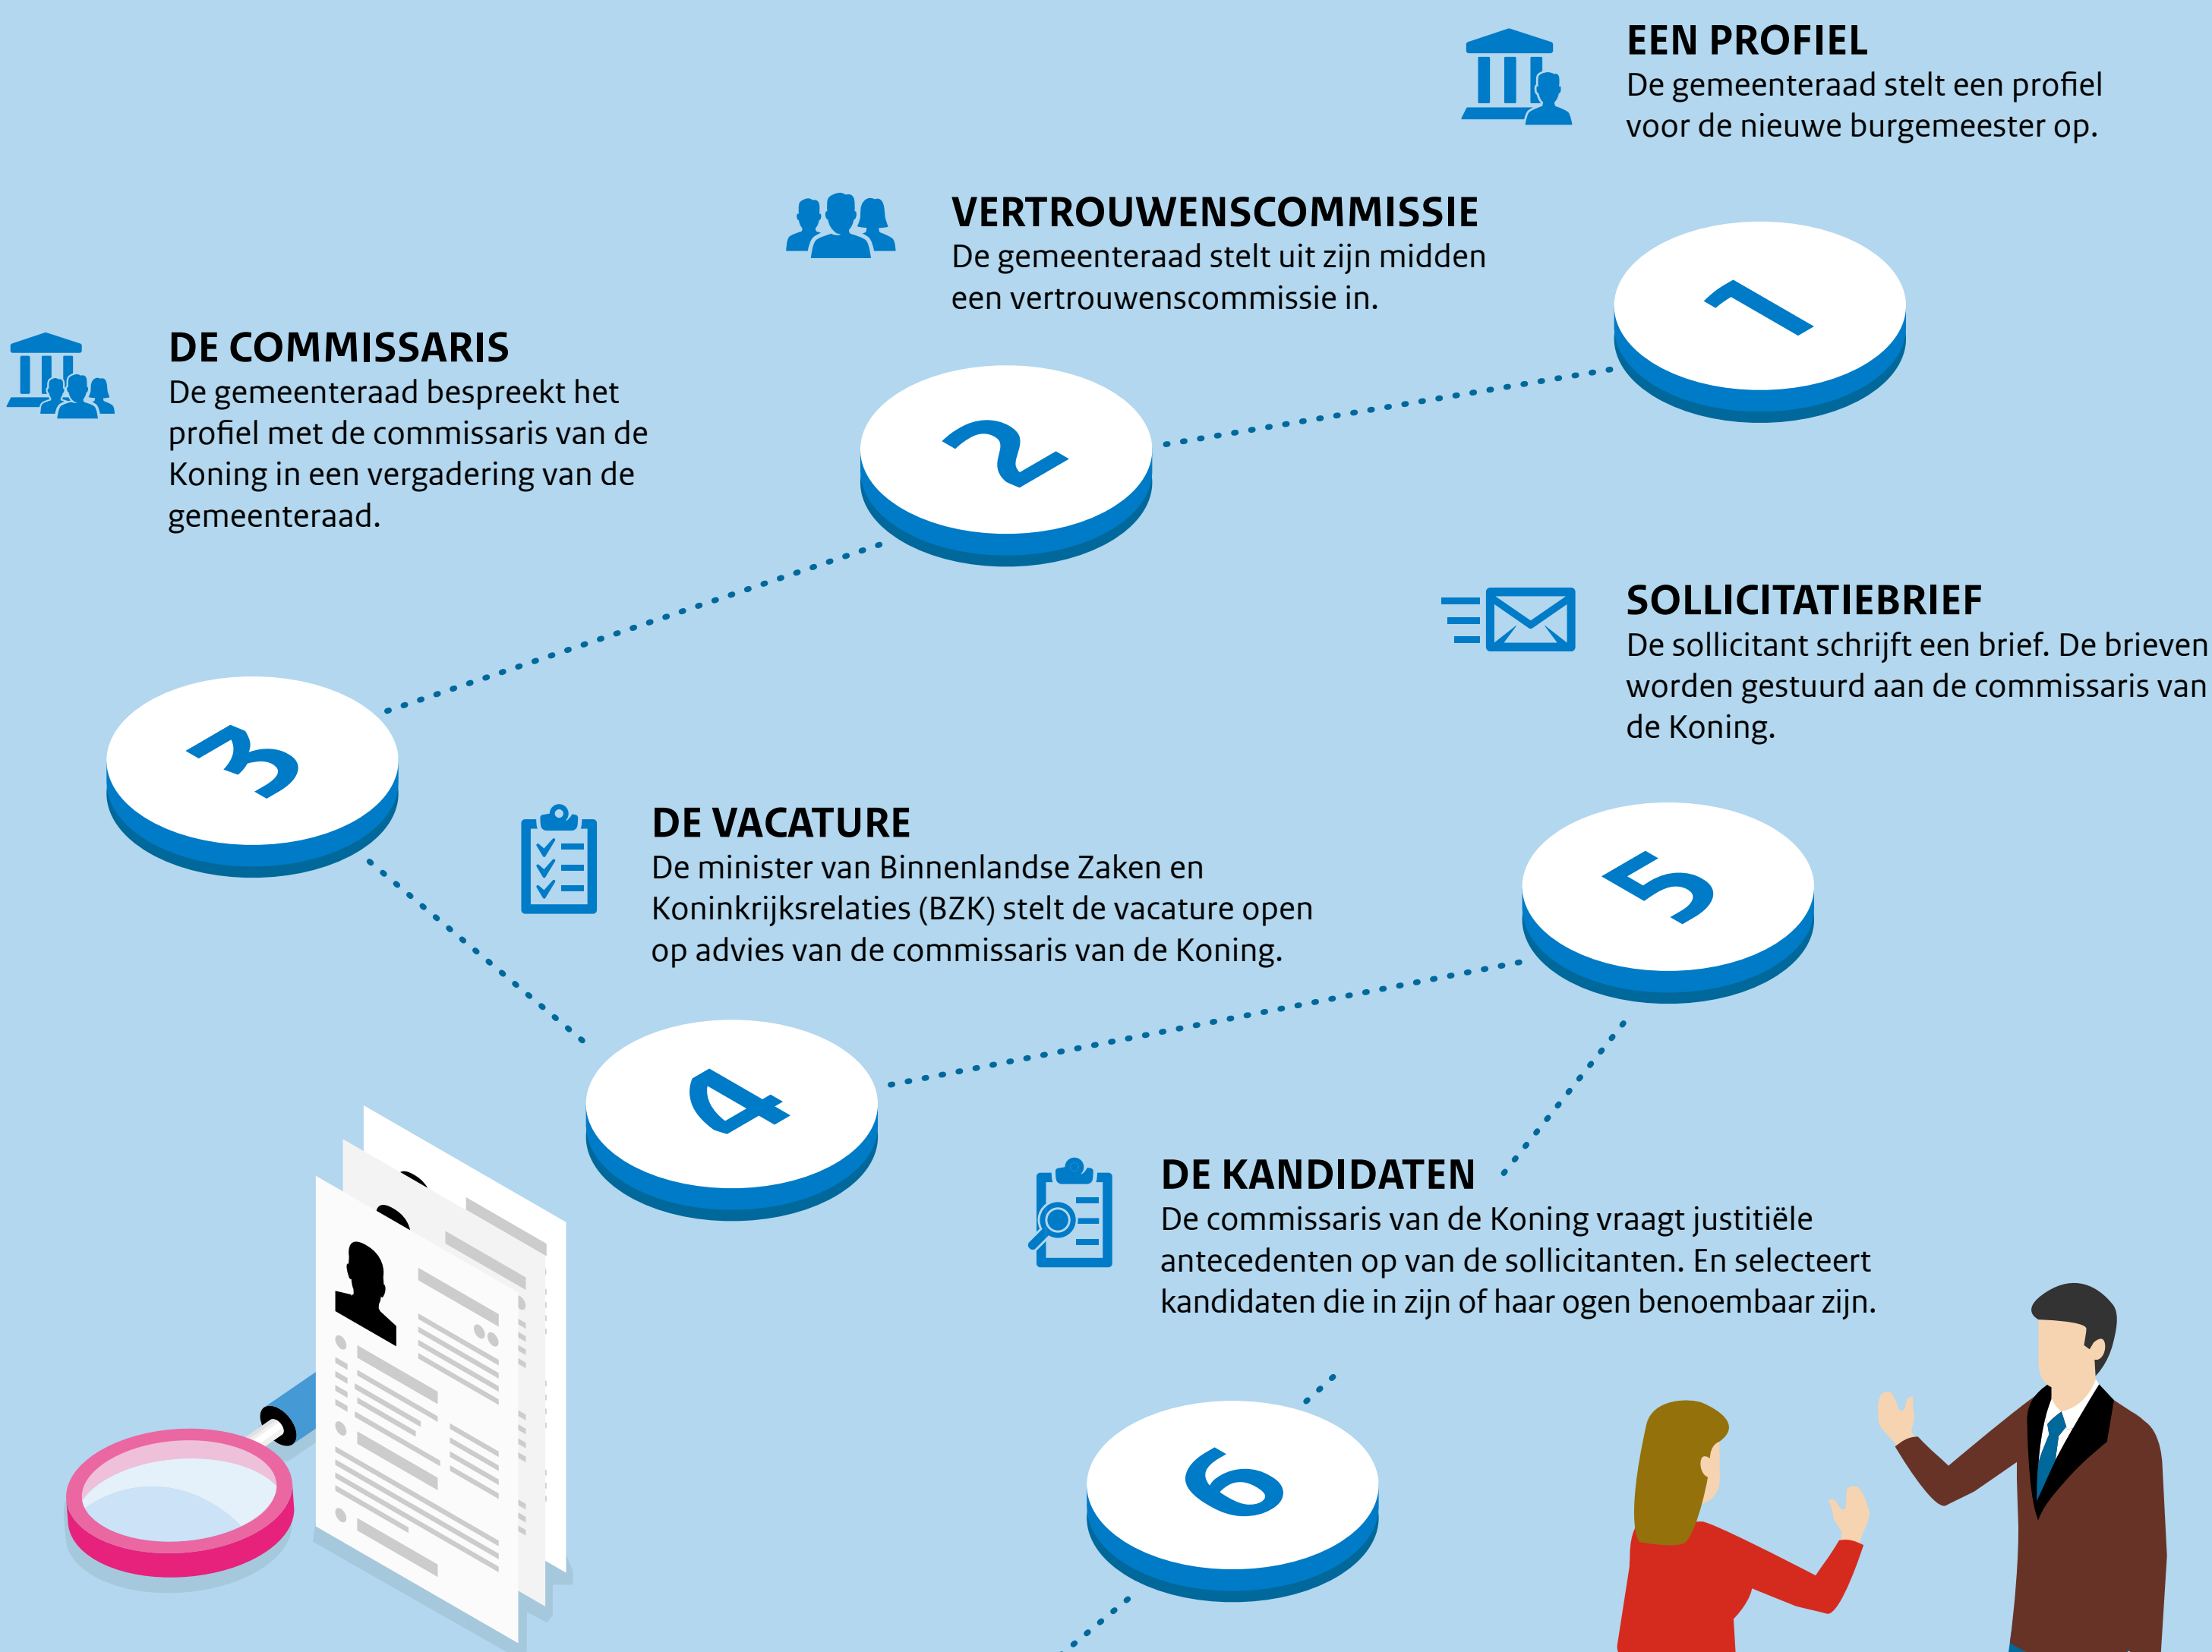 EEN PROFIEL
De gemeenteraad stelt een profiel
voor de nieuwe burgemeester op.
1
VERTROUWENSCOMMISSIE
De gemeenteraad stelt uit zijn midden
een vertrouwenscommissie in.
2
DE COMMISSARIS
De gemeenteraad bespreekt het
profiel met de commissaris van de
Koning in een vergadering van de
gemeenteraad.
3
DE VACATURE
De minister van Binnenlandse Zaken en
Koninkrijksrelaties (BZK) stelt de vacature open
op advies van de commissaris van de Koning.
4
SOLLICITATIEBRIEF
De sollicitant schrijft een brief. De brieven
worden gestuurd aan de commissaris van
de Koning.
5
DE KANDIDATEN
De commissaris van de Koning vraagt justitiële
antecedenten op van de sollicitanten. En selecteert
kandidaten die in zijn of haar ogen benoembaar zijn.
6